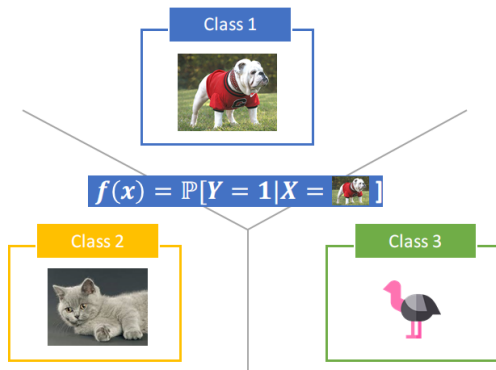 Class 1
f(x) = ℙ[Y = 1|X = ]
Class 2
Class 3